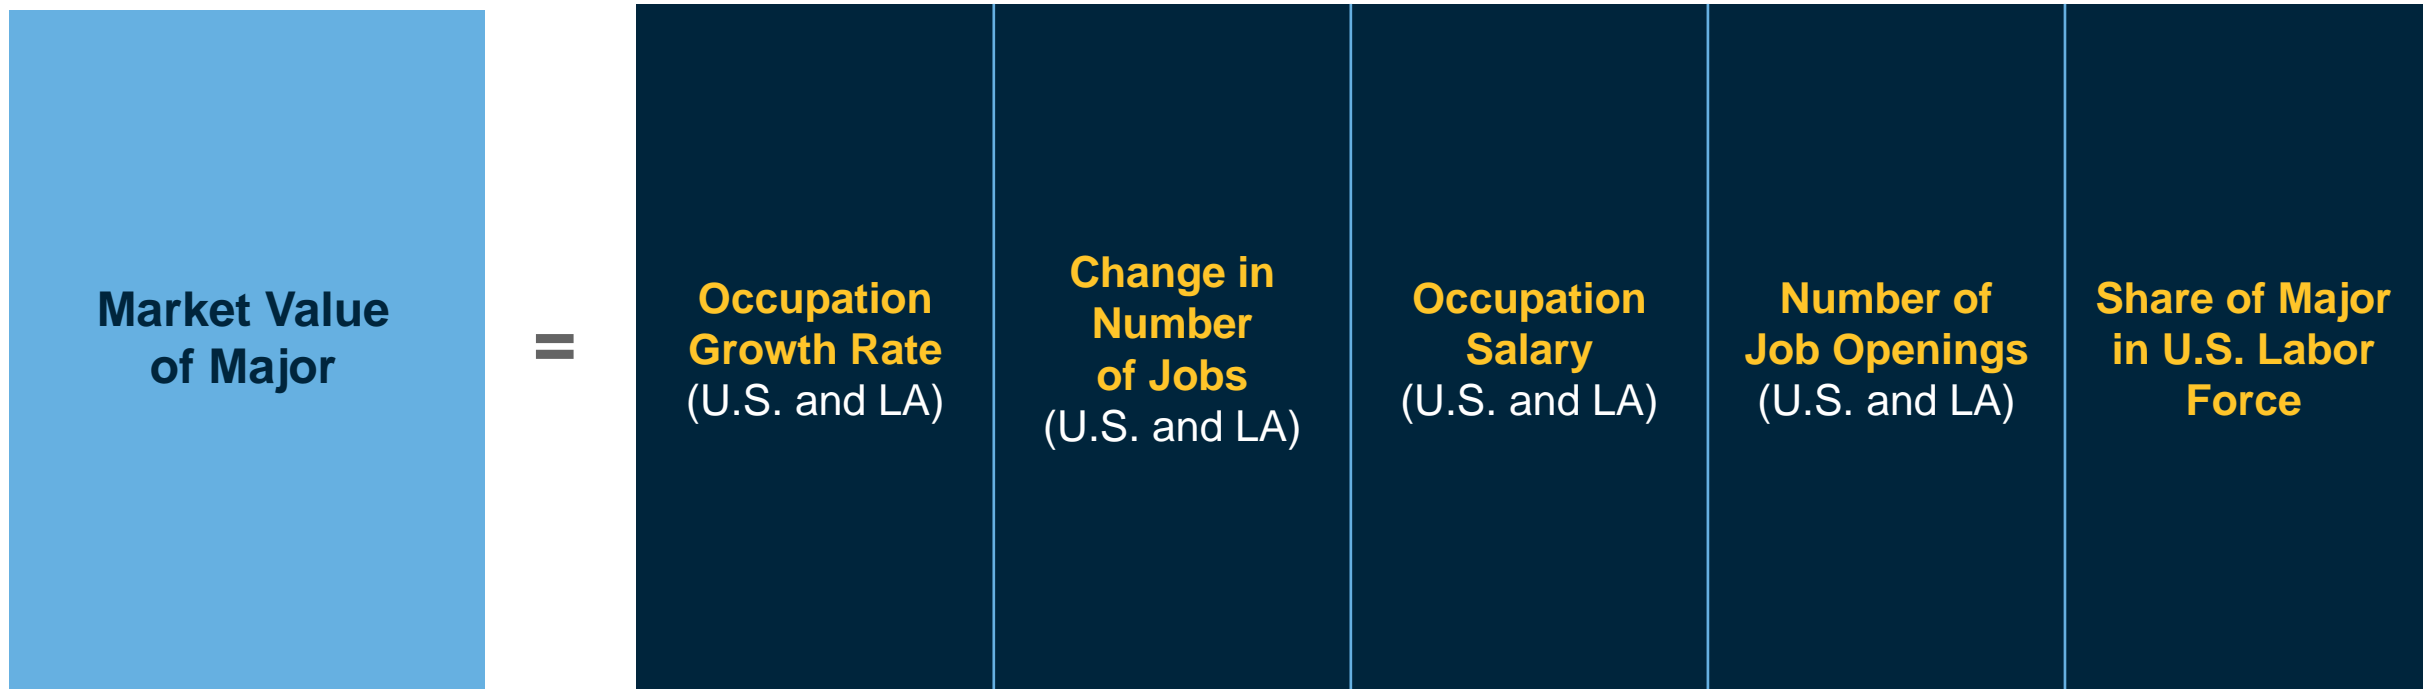 Market Value
of Major
=
Occupation
Growth Rate
(U.S. and LA)
Change in
Number
of Jobs
(U.S. and LA)
Occupation
Salary
(U.S. and LA)
Number of
Job Openings
(U.S. and LA)
Share of Major
in U.S. Labor
Force